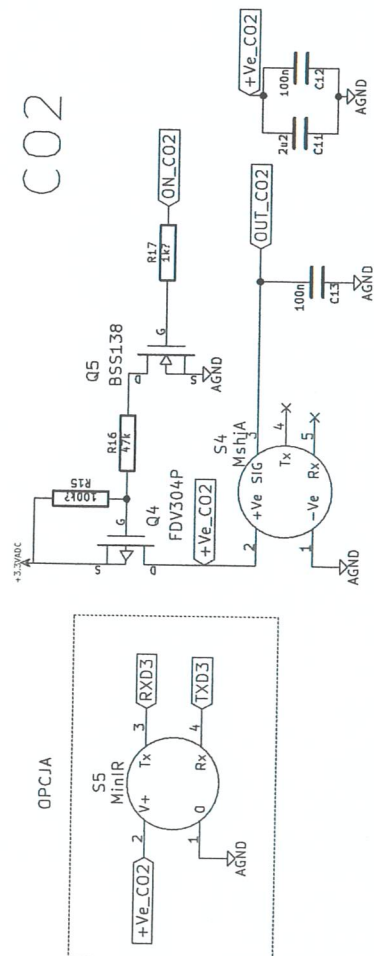 CO2
+3.3VADC
R15
100k?
S
G
D
Q4
FDV304P
R16
47k
Q5
BSS138
D
G
S
AGND
R17
1k?
ON_CO2
+Ve_CO2
S4
MshiA
2
+Ve
SIG
3
Tx
4
Rx
5
-Ve
1
AGND
OUT_CO2
100n
C13
AGND
+Ve_CO2
2u2
C11
100n
C12
AGND
OPCJA
S5
MinIR
+Ve_CO2
2
V+
Tx
3
RXD3
Rx
4
TXD3
0
1
AGND